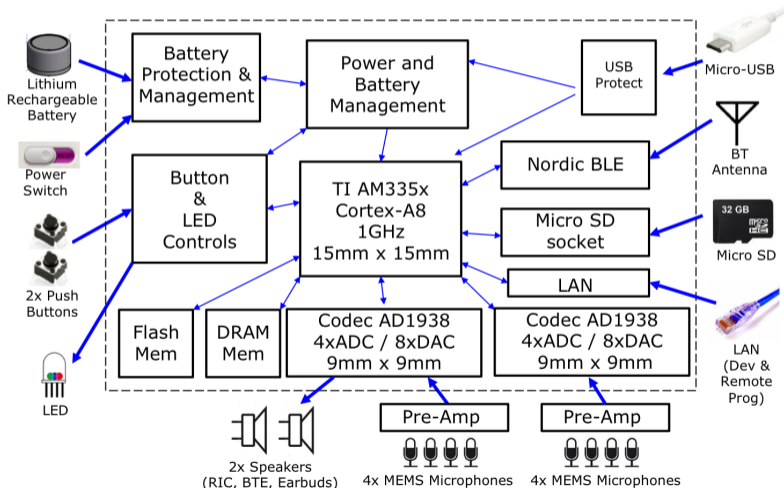 Lithium
Rechargeable
Battery
Power
Switch
2x Push
Buttons
LED
Battery
Protection &
Management
Power and
Battery
Management
USB
Protect
Micro-USB
BT
Antenna
Button
&
LED
Controls
TI AM335x
Cortex-A8
1GHz
15mm x 15mm
Nordic BLE
Micro SD
socket
32 GB
Micro SD
LAN
LAN
(Dev &
Remote
Prog)
Flash
Mem
DRAM
Mem
Codec AD1938
4xADC / 8xDAC
9mm x 9mm
Codec AD1938
4xADC / 8xDAC
9mm x 9mm
Pre-Amp
Pre-Amp
2x Speakers
(RIC, BTE, Earbuds)
4x MEMS Microphones
4x MEMS Microphones